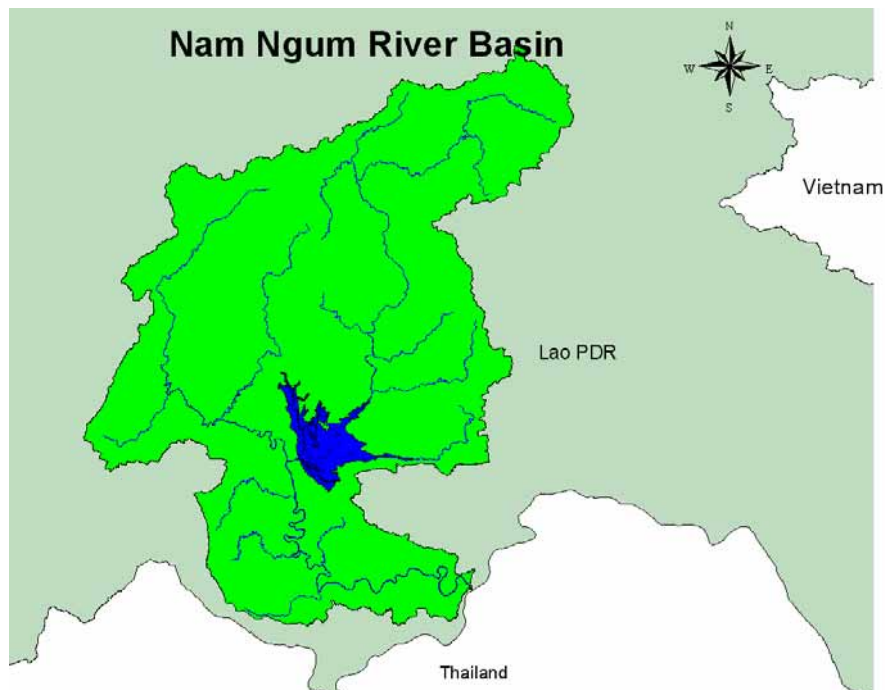 Nam Ngum River Basin
N
W E
S
Vietnam
Lao PDR
Thailand